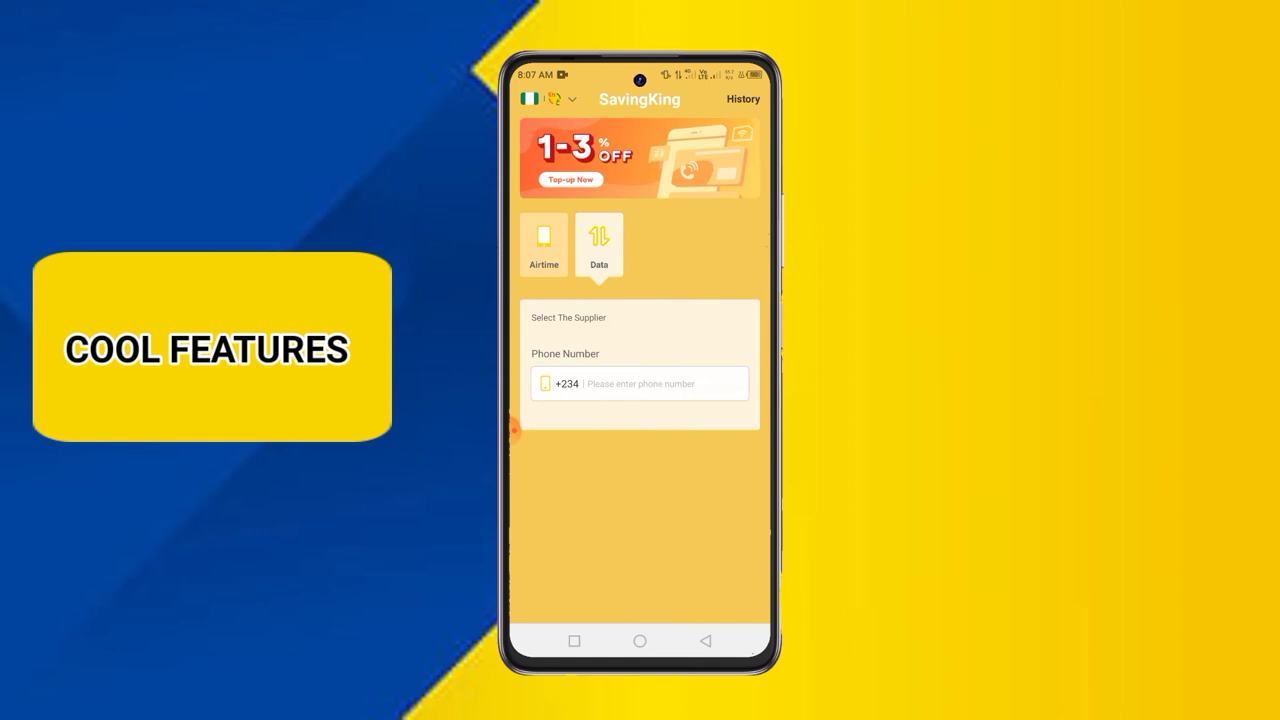 COOL FEATURES
8:07 AM
SavingKing
History
1-3 % OFF
Top-up Now
Airtime
Data
Select The Supplier
Phone Number
+234 Please enter phone number